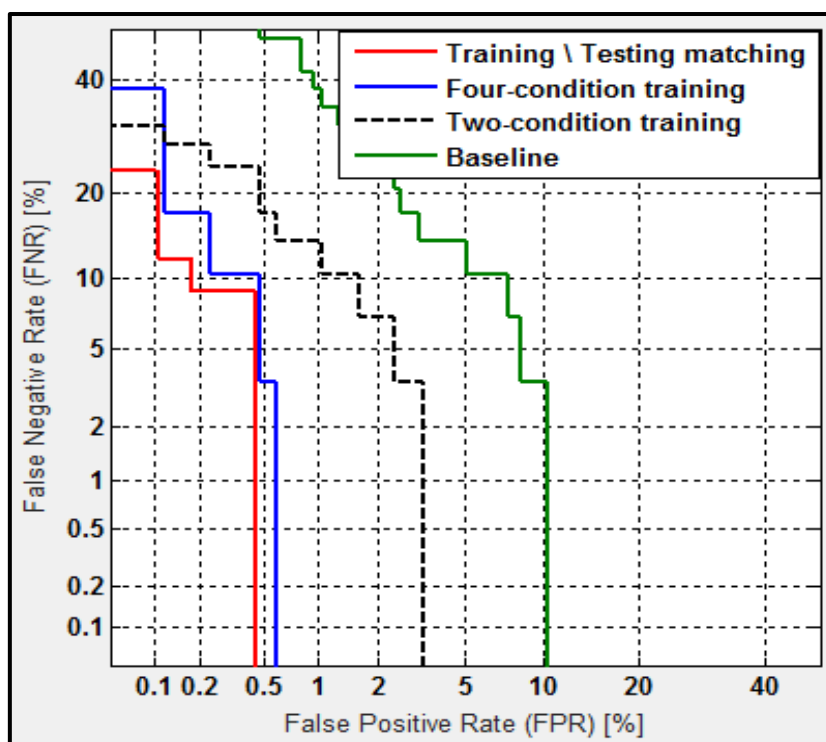 Training \ Testing matching
Four-condition training
Two-condition training
Baseline
40
20
10
5
2
1
0.5
0.2
0.1
False Negative Rate (FNR) [%]
0.1 0.2 0.5 1 2 5 10 20 40
False Positive Rate (FPR) [%]